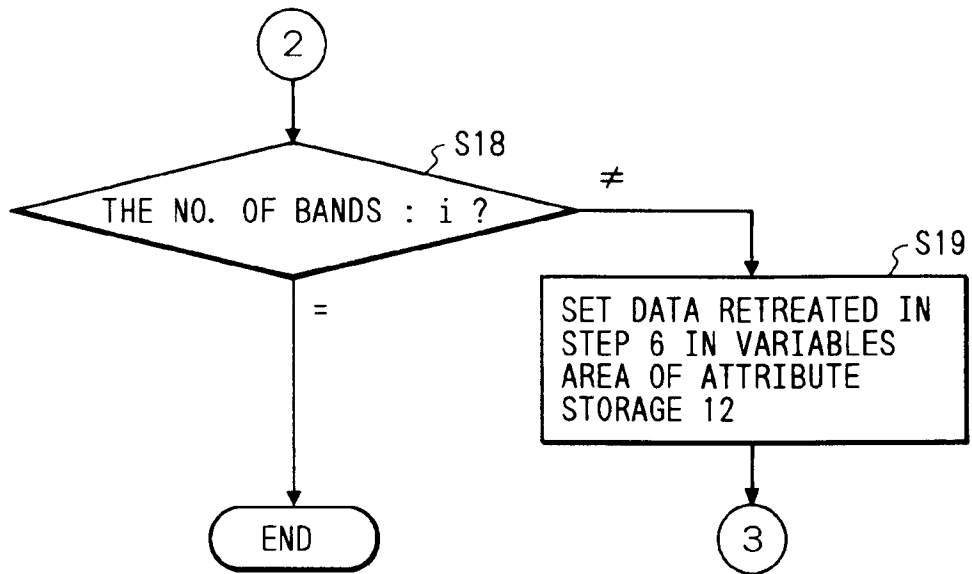 2
S18
THE NO. OF BANDS : i ?
≠
=
S19
SET DATA RETREATED IN
STEP 6 IN VARIABLES
AREA OF ATTRIBUTE
STORAGE 12
END
3